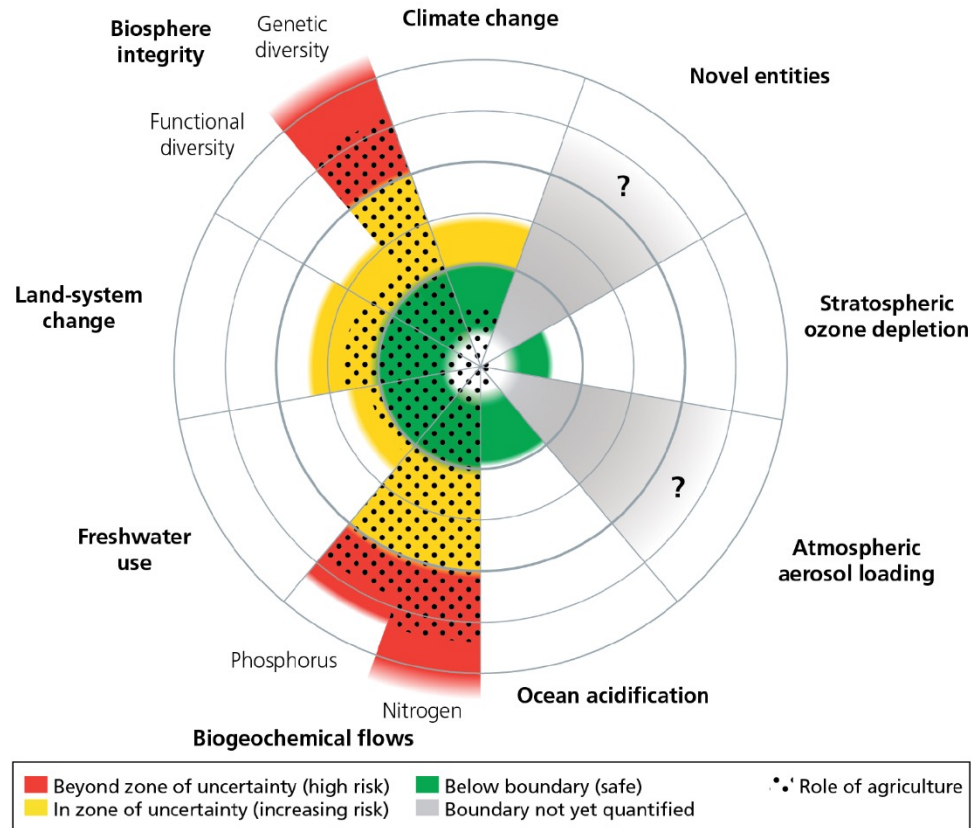 Climate change
Biosphere
integrity
Genetic
diversity
Functional
diversity
Novel entities
?
Land-system
change
Stratospheric
ozone depletion
?
Freshwater
use
Atmospheric
aerosol loading
Phosphorus
Nitrogen
Ocean acidification
Biogeochemical flows
Beyond zone of uncertainty (high risk)
In zone of uncertainty (increasing risk)
Below boundary (safe)
Boundary not yet quantified
Role of agriculture